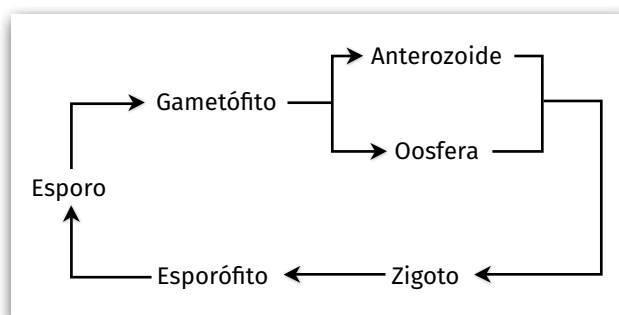 Anterozoide
Gametófito
Oosfera
Esporo
Esporófito
Zigoto